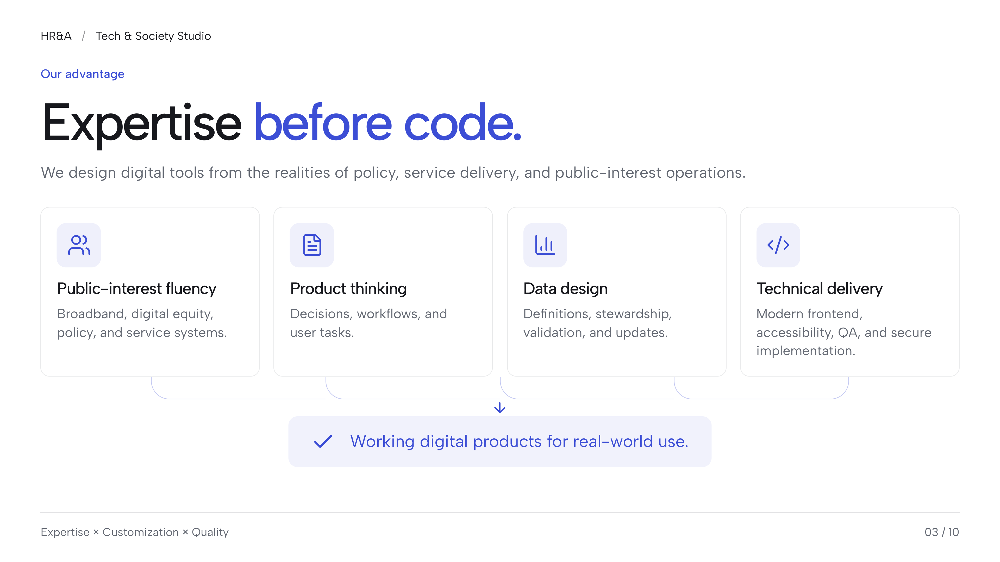 HR&A / Tech & Society Studio
Our advantage
Expertise before code.
We design digital tools from the realities of policy, service delivery, and public-interest operations.
Public-interest fluency
Broadband, digital equity,
policy, and service systems.
Product thinking
Decisions, workflows, and
user tasks.
Data design
Definitions, stewardship,
validation, and updates.
Technical delivery
Modern frontend,
accessibility, QA, and secure
implementation.
Working digital products for real-world use.
Expertise × Customization × Quality
03 / 10